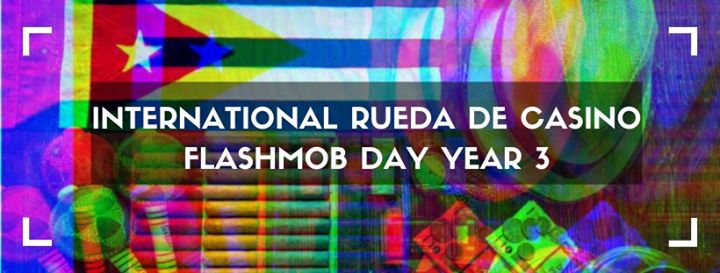 INTERNATIONAL RUEDA DE CASINO
FLASHMOB DAY YEAR 3